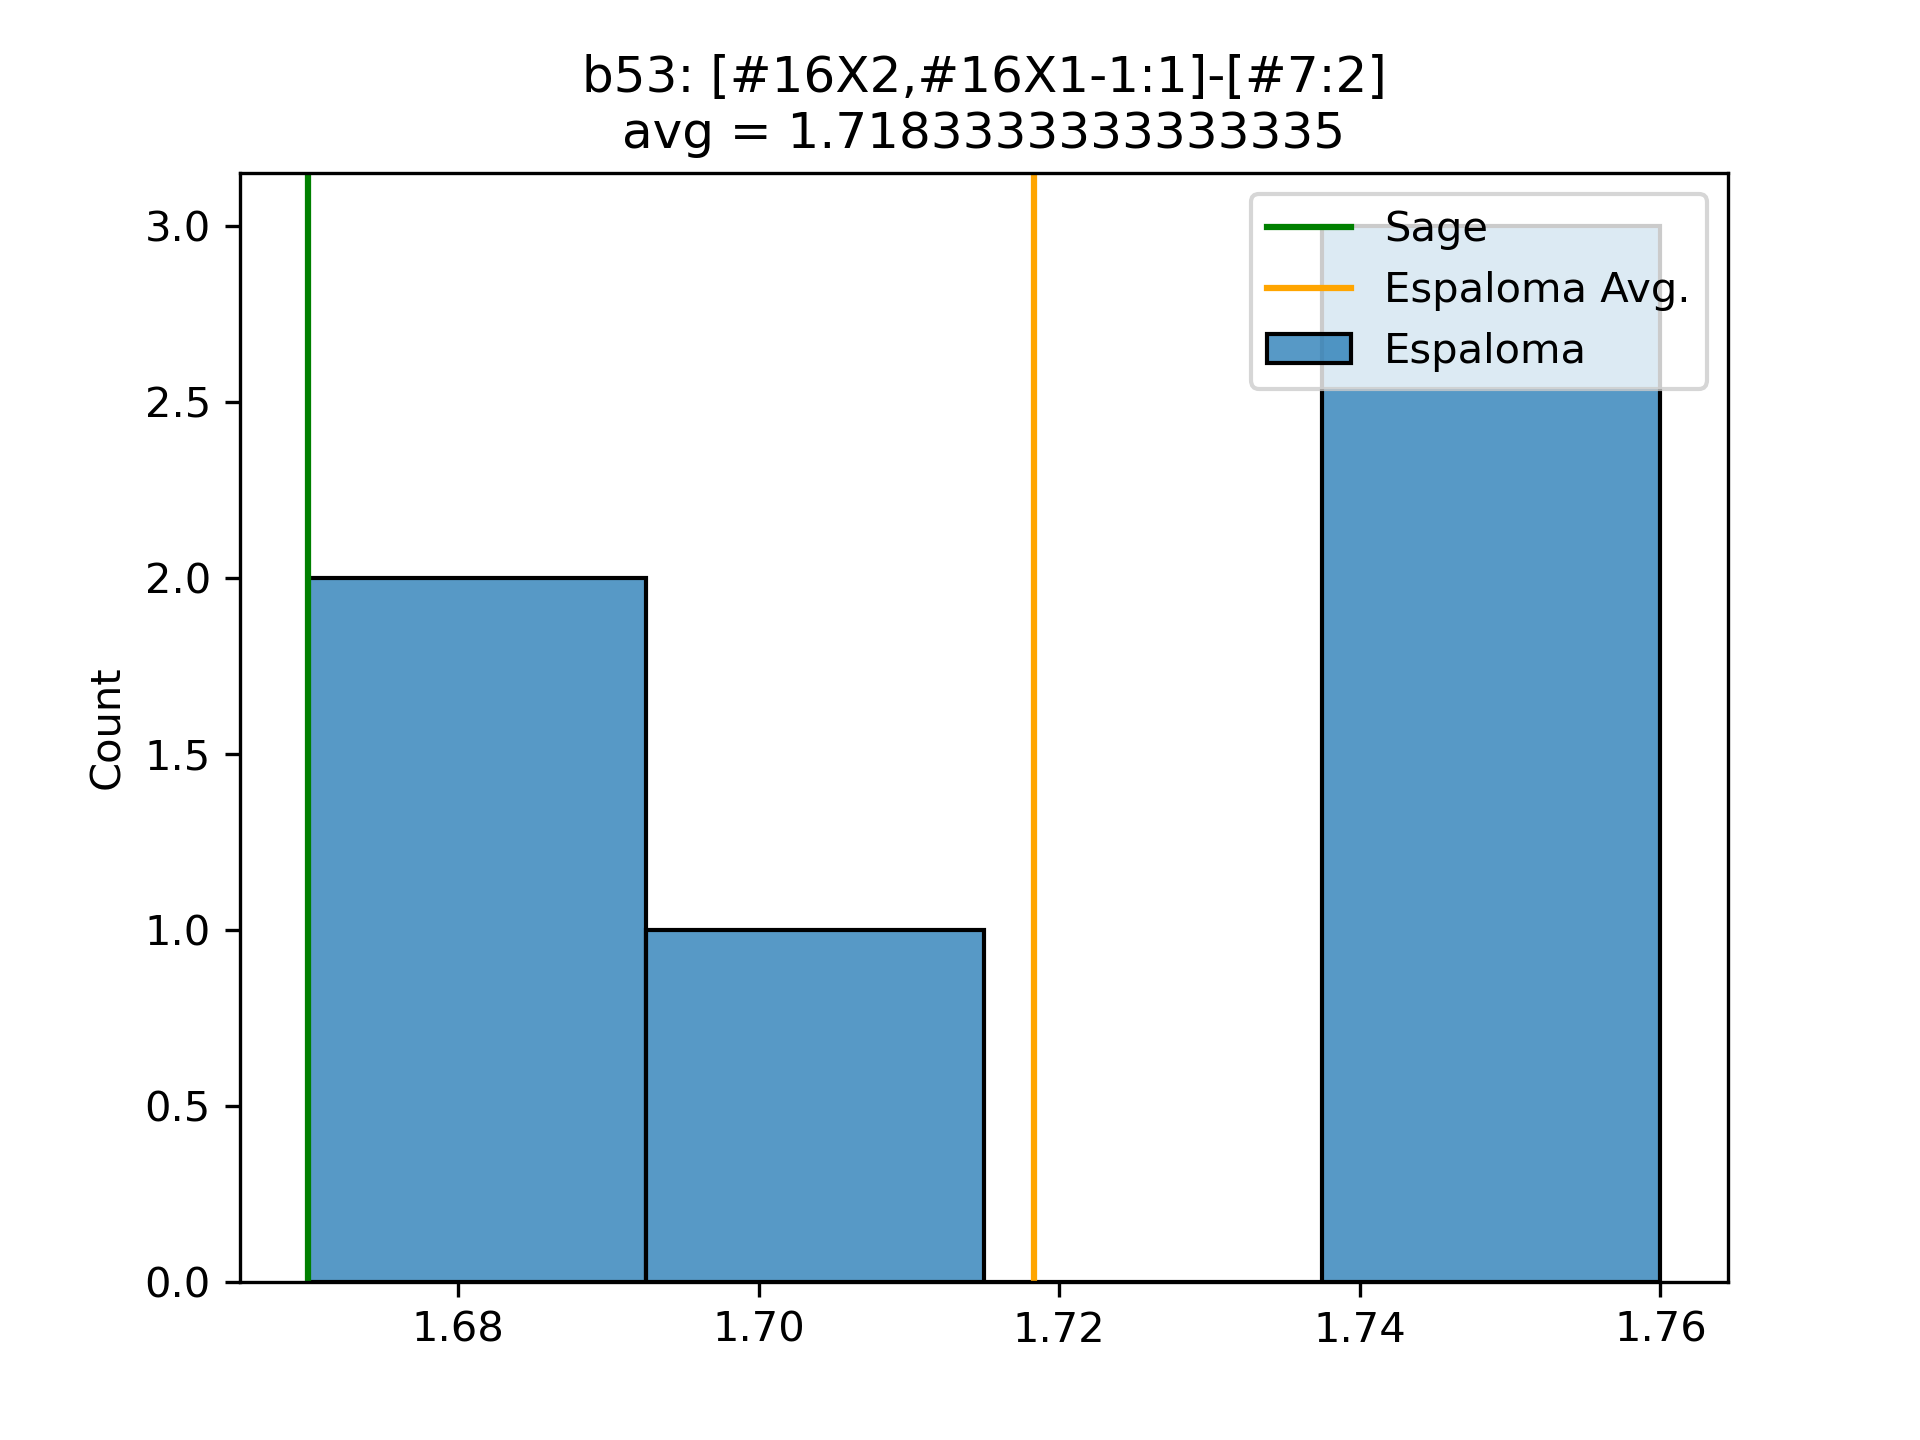 b53: [#16X2,#16X1-1:1]-[#7:2]
avg = 1.7183333333333335
Sage
Espaloma Avg.
Espaloma
Count
3.0
2.5
2.0
1.5
1.0
0.5
0.0
1.68 1.70 1.72 1.74 1.76